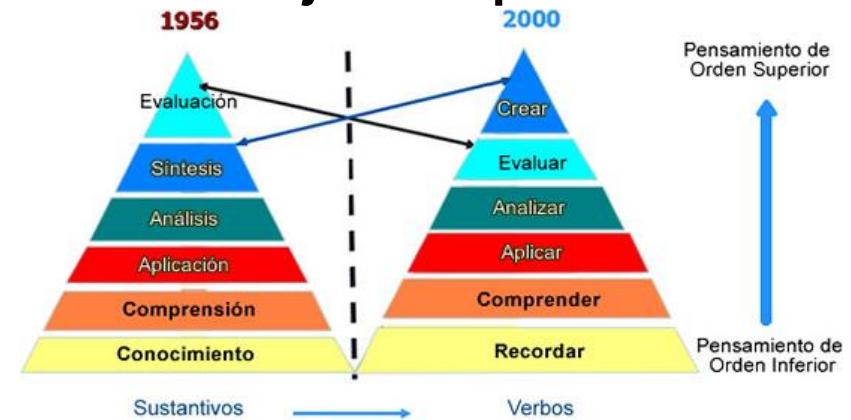 1956
2000
Pensamiento de
Orden Superior
Evaluación
Síntesis
Análisis
Aplicación
Comprensión
Conocimiento
Crear
Evaluar
Analizar
Aplicar
Comprender
Recordar
Pensamiento de
Orden Inferior
Sustantivos
Verbos